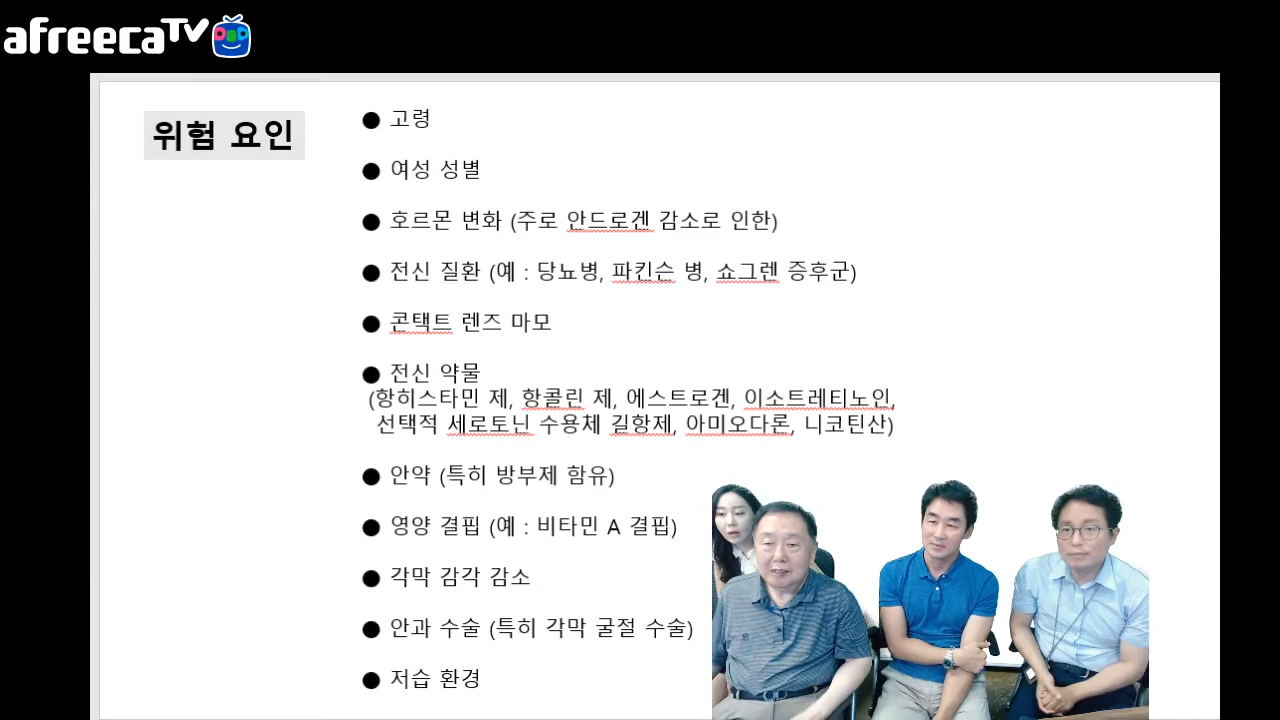 afreecaTV
위험 요인
● 고령
● 여성 성별
● 호르몬 변화 (주로 안드로겐 감소로 인한)
● 전신 질환 (예 : 당뇨병, 파킨슨 병, 쇼그렌 증후군)
● 콘택트 렌즈 마모
● 전신 약물
(항히스타민 제, 항콜린 제, 에스트로겐, 이소트레티노인,
선택적 세로토닌 수용체 길항제, 아미오다론, 니코틴산)
● 안약 (특히 방부제 함유)
● 영양 결핍 (예 : 비타민 A 결핍)
● 각막 감각 감소
● 안과 수술 (특히 각막 굴절 수술)
● 저습 환경